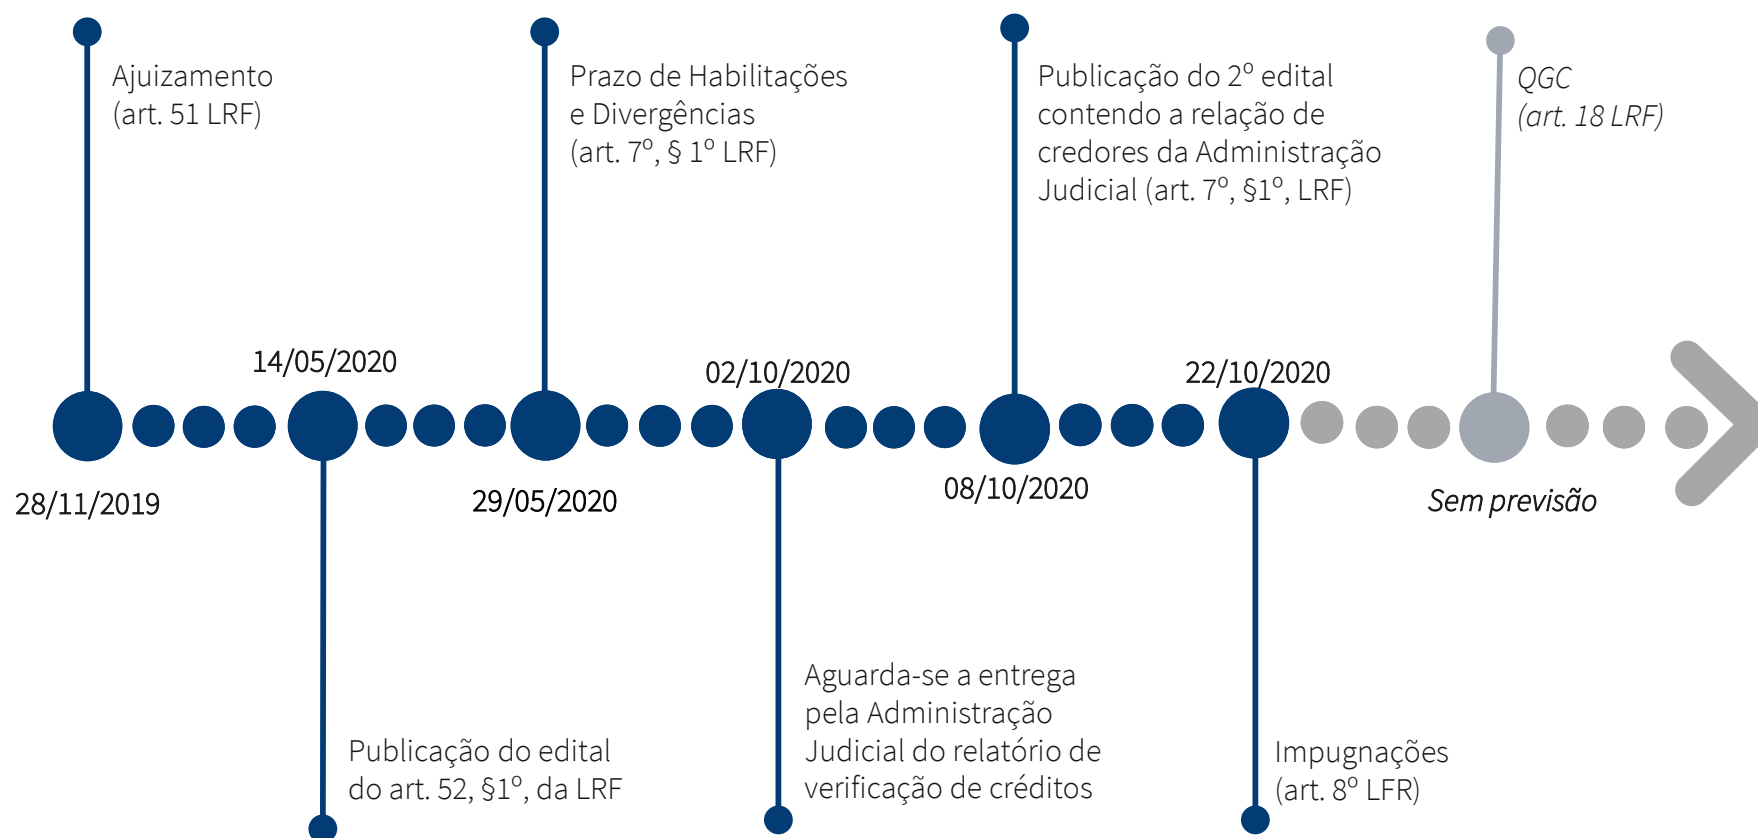 Ajuizamento
(art. 51 LRF)
Prazo de Habilitações
e Divergências
(art. 7º, § 1º LRF)
Publicação do 2º edital
contendo a relação de
credores da Administração
Judicial (art. 7º, §1º, LRF)
QGC
(art. 18 LRF)
14/05/2020
02/10/2020
22/10/2020
28/11/2019
29/05/2020
08/10/2020
Sem previsão
Publicação do edital
do art. 52, §1º, da LRF
Aguarda-se a entrega
pela Administração
Judicial do relatório de
verificação de créditos
Impugnações
(art. 8º LFR)